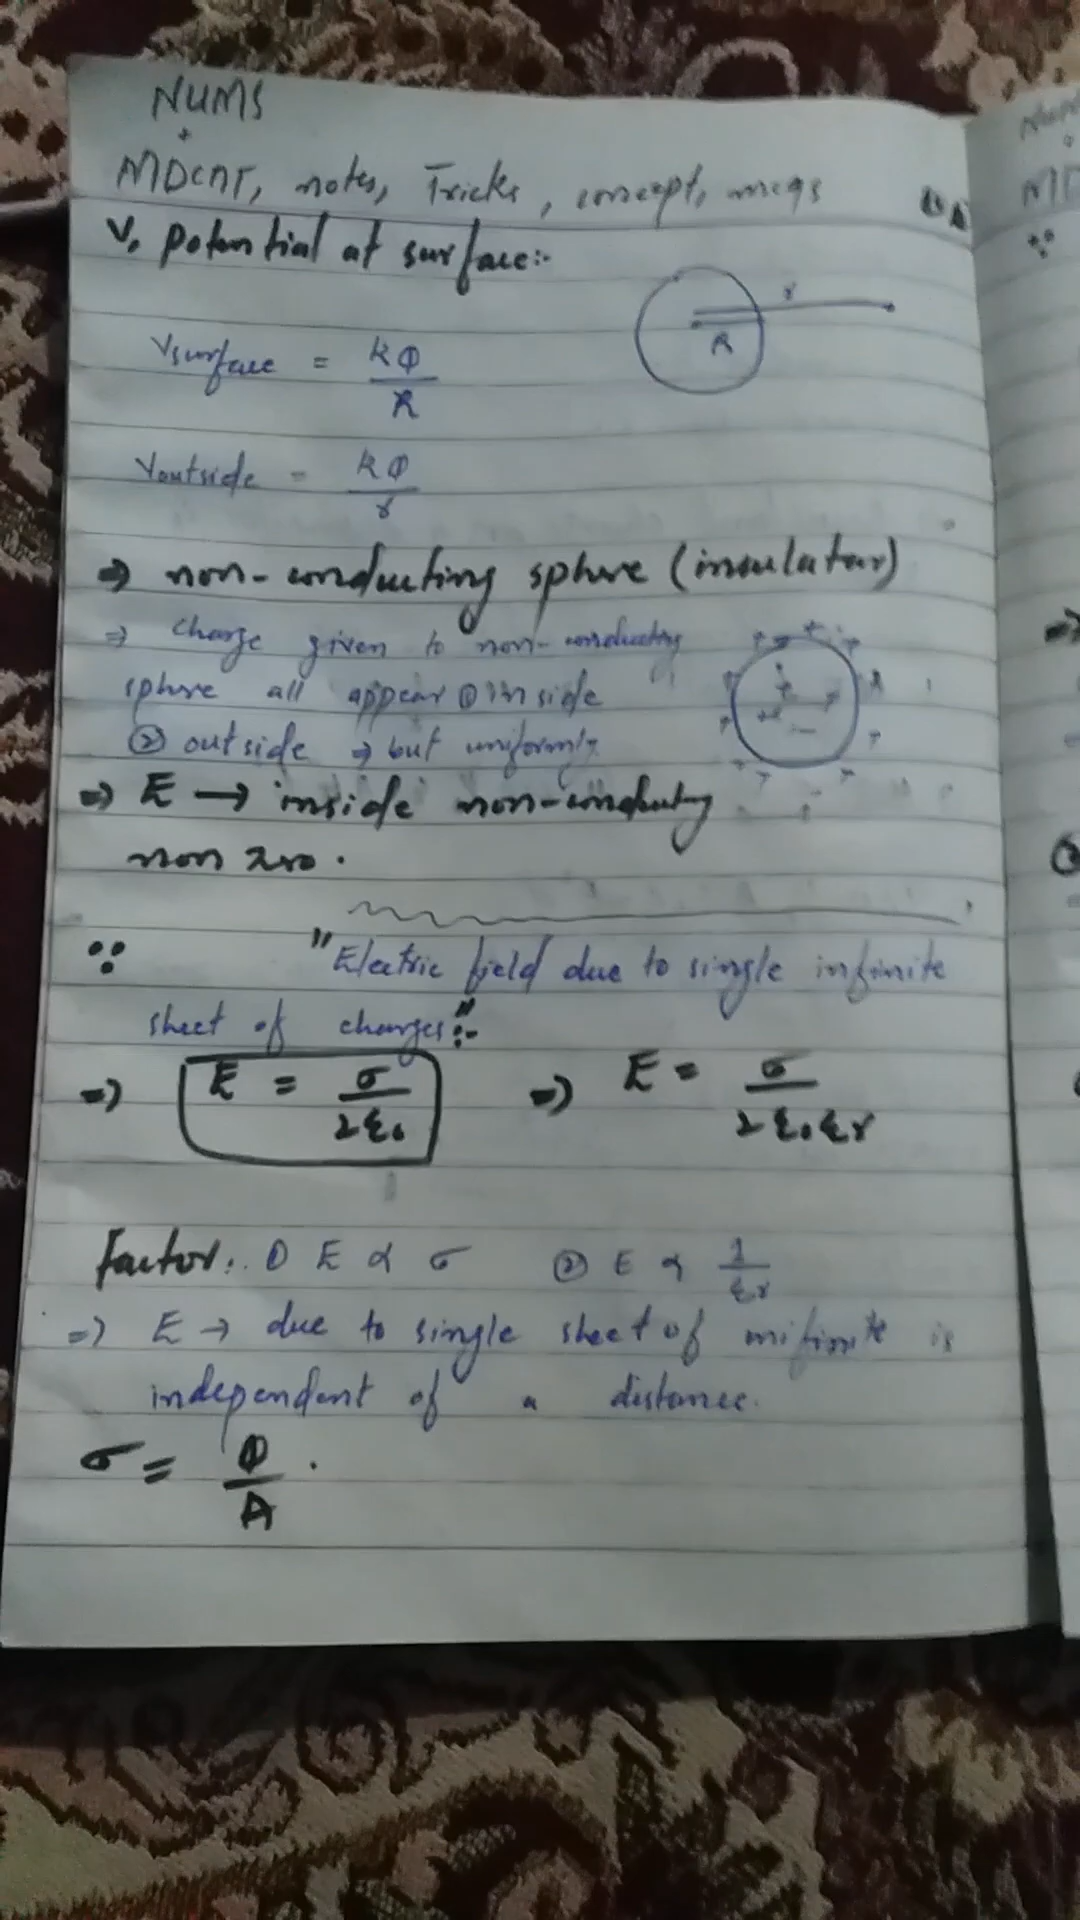 NUMS
+
MDCAT, notes, Tricks, concept, mcqs
V, potential at surface:-
r
R
Vsurface = kQ/R
Voutside = kQ/r
⇒ non-conducting sphere (insulator)
⇒ charge given to non-conducting
sphere all appear ① inside
② outside → but uniformly.
⇒ E → inside non-conducting
non zero.
"Electric field due to single infinite
sheet of charges":-
⇒ E = σ/2ε₀ ⇒ E = σ/2ε₀εr
Factor:. ① E ∝ σ ② E ∝ 1/εr
⇒ E → due to single sheet of infinite is
independent of a distance.
σ = Q/A .